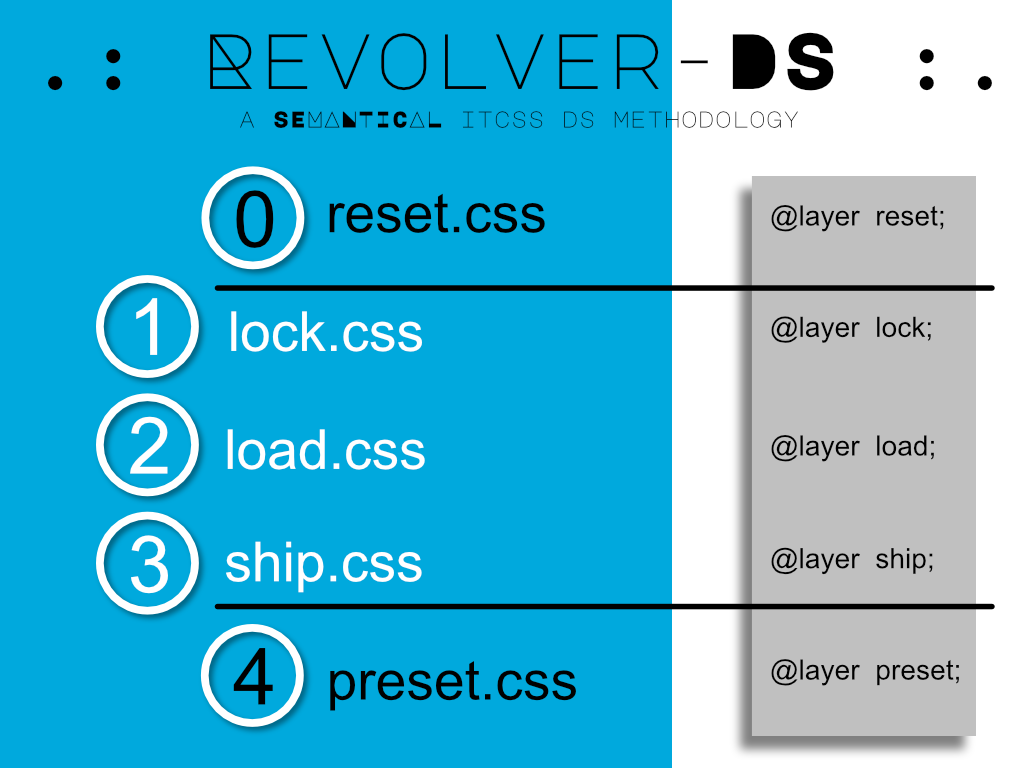 .: REVOLVER-DS :.
A SEMANTICAL ITCSS DS METHODOLOGY
0 reset.css @layer reset;
1 lock.css @layer lock;
2 load.css @layer load;
3 ship.css @layer ship;
4 preset.css @layer preset;